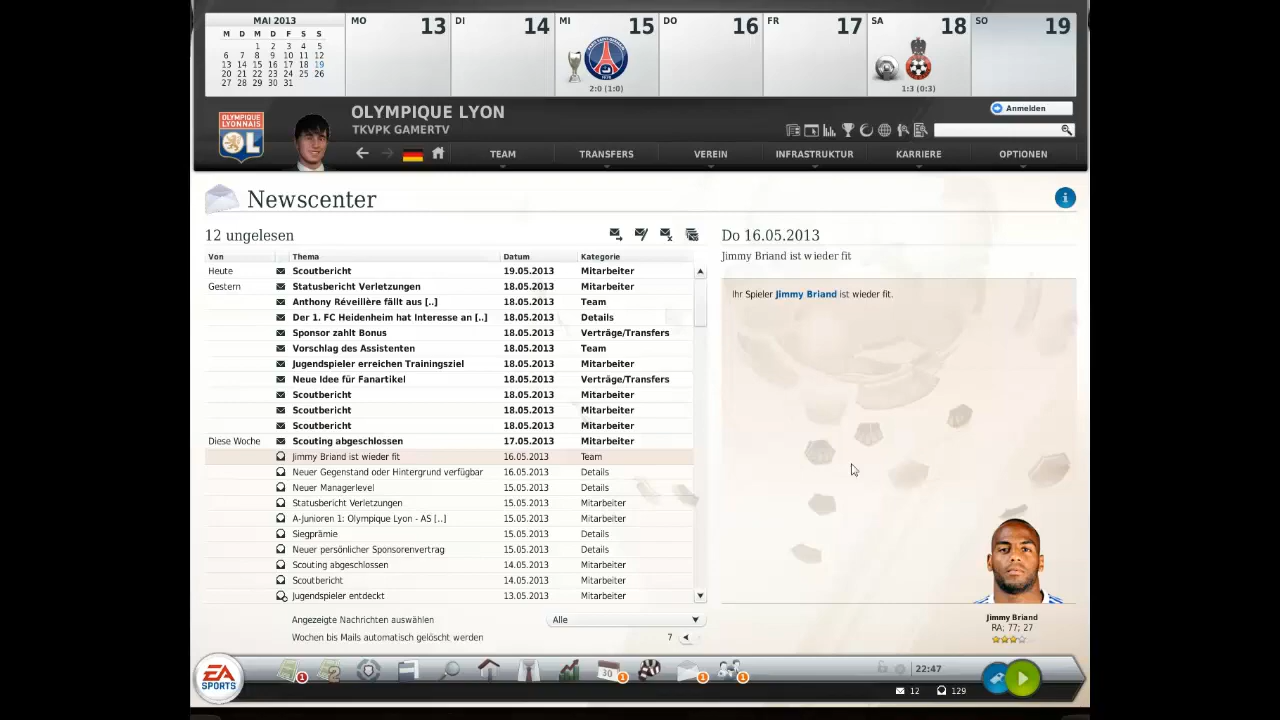 MAI 2013
M D M D F S S
1 2 3 4 5
6 7 8 9 10 11 12
13 14 15 16 17 18 19
20 21 22 23 24 25 26
27 28 29 30 31
MO 13
DI 14
MI 15
2:0 (1:0)
DO 16
FR 17
SA 18
1:3 (0:3)
SO 19
OLYMPIQUE LYON
TKVPK GAMERTV
Anmelden
OLYMPIQUE
LYONNAIS
OL
TEAM TRANSFERS VEREIN INFRASTRUKTUR KARRIERE OPTIONEN
Newscenter
12 ungelesen
Von Thema Datum Kategorie
Heute Scoutbericht 19.05.2013 Mitarbeiter
Gestern Statusbericht Verletzungen 18.05.2013 Mitarbeiter
Anthony Réveillère fällt aus [..] 18.05.2013 Team
Der 1. FC Heidenheim hat Interesse an [..] 18.05.2013 Details
Sponsor zahlt Bonus 18.05.2013 Verträge/Transfers
Vorschlag des Assistenten 18.05.2013 Team
Jugendspieler erreichen Trainingsziel 18.05.2013 Mitarbeiter
Neue Idee für Fanartikel 18.05.2013 Verträge/Transfers
Scoutbericht 18.05.2013 Mitarbeiter
Scoutbericht 18.05.2013 Mitarbeiter
Scoutbericht 18.05.2013 Mitarbeiter
Diese Woche Scouting abgeschlossen 17.05.2013 Mitarbeiter
Jimmy Briand ist wieder fit 16.05.2013 Team
Neuer Gegenstand oder Hintergrund verfügbar 16.05.2013 Details
Neuer Managerlevel 15.05.2013 Details
Statusbericht Verletzungen 15.05.2013 Mitarbeiter
A-Junioren 1: Olympique Lyon - AS [..] 15.05.2013 Mitarbeiter
Siegprämie 15.05.2013 Details
Neuer persönlicher Sponsorenvertrag 15.05.2013 Details
Scouting abgeschlossen 14.05.2013 Mitarbeiter
Scoutbericht 14.05.2013 Mitarbeiter
Jugendspieler entdeckt 13.05.2013 Mitarbeiter
Angezeigte Nachrichten auswählen Alle
Wochen bis Mails automatisch gelöscht werden 7
Do 16.05.2013
Jimmy Briand ist wieder fit
Ihr Spieler Jimmy Briand ist wieder fit.
Jimmy Briand
RA; 77; 27
EA
SPORTS
1 2 30 1 1 1
22:47
12 129